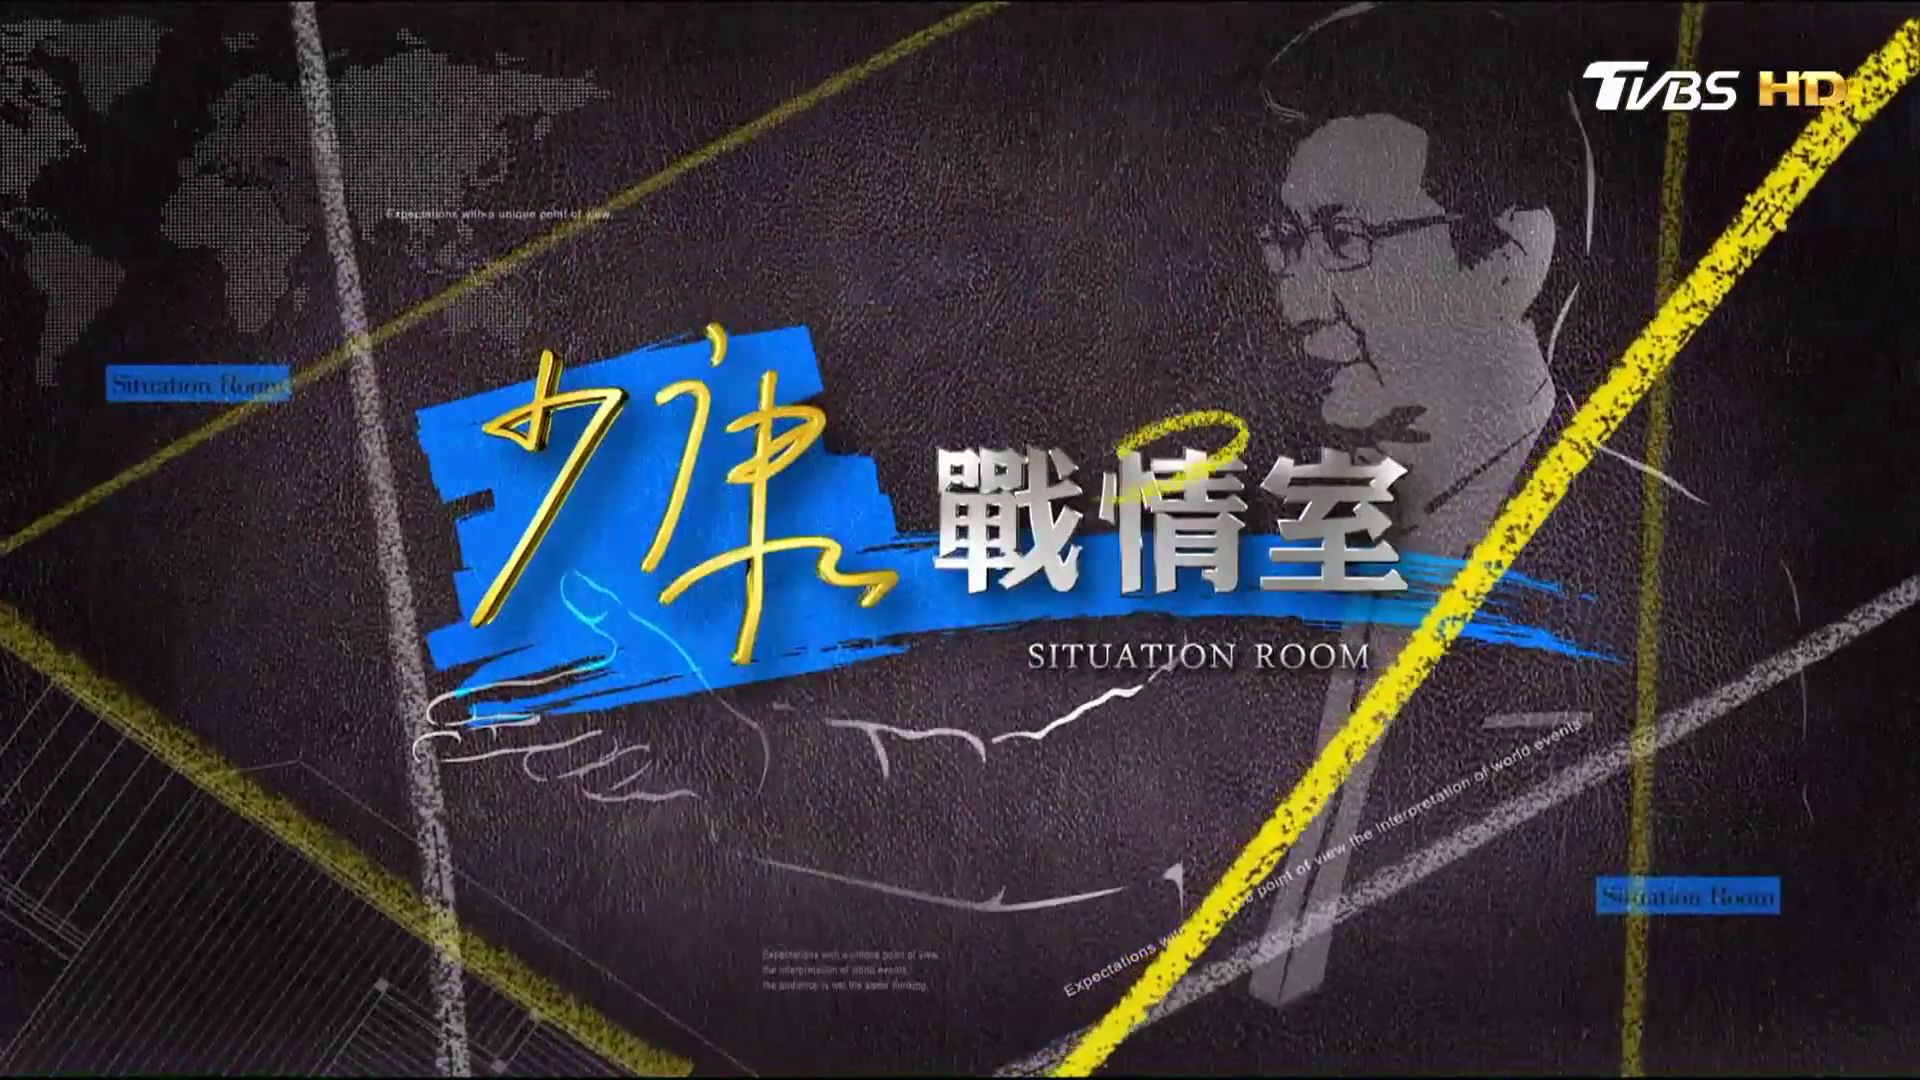 TVBS HD
Expectations with a unique point of view.
Situation Room
少康
戰情室
SITUATION ROOM
point of view the interpretation of world events
Expectations with
Situation Room
Expectations with a unique point of view,
the interpretation of world events,
the audience is not the same thinking.